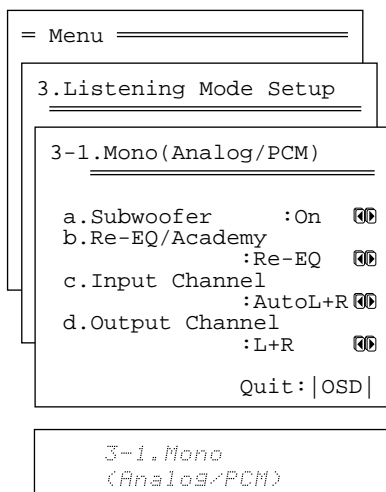 Menu
3.Listening Mode Setup
3-1.Mono(Analog/PCM)
a.Subwoofer :On
b.Re-EQ/Academy
:Re-EQ
c.Input Channel
:AutoL+R
d.Output Channel
:L+R
Quit:|OSD|
3-1.Mono
(Analog/PCM)